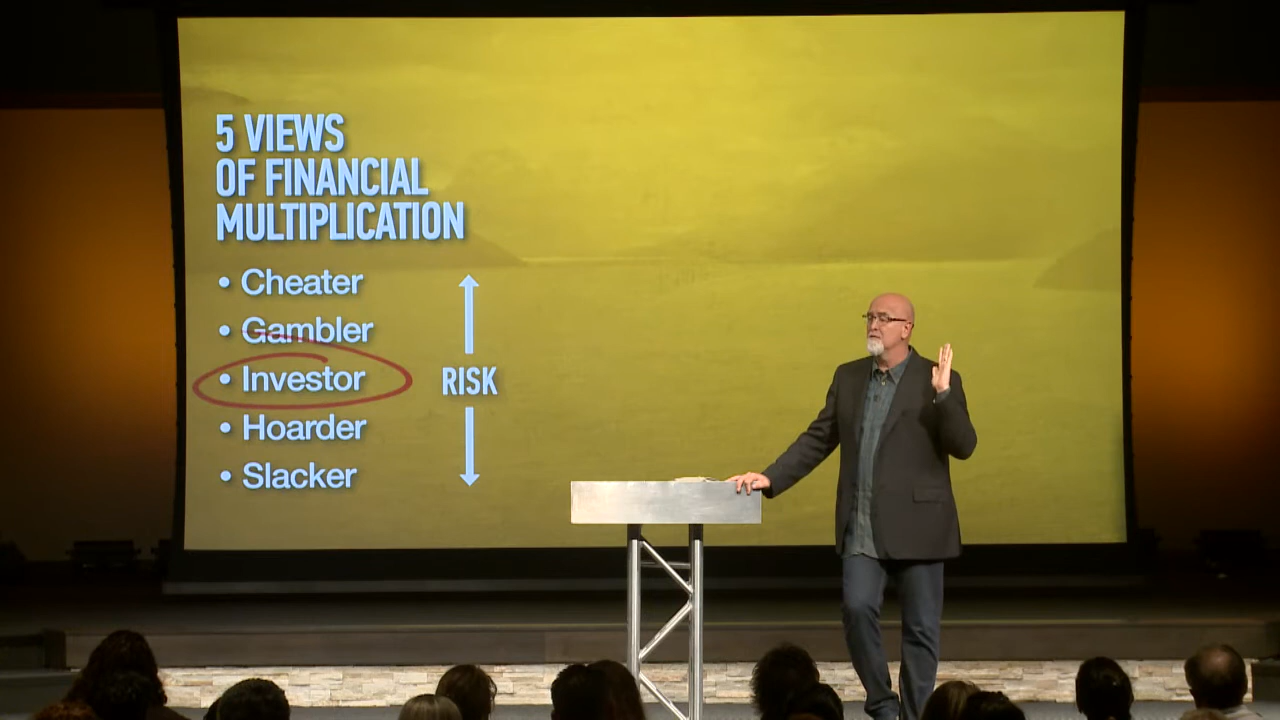 5 VIEWS
OF FINANCIAL
MULTIPLICATION
• Cheater
• Gambler
• Investor
• Hoarder
• Slacker
RISK